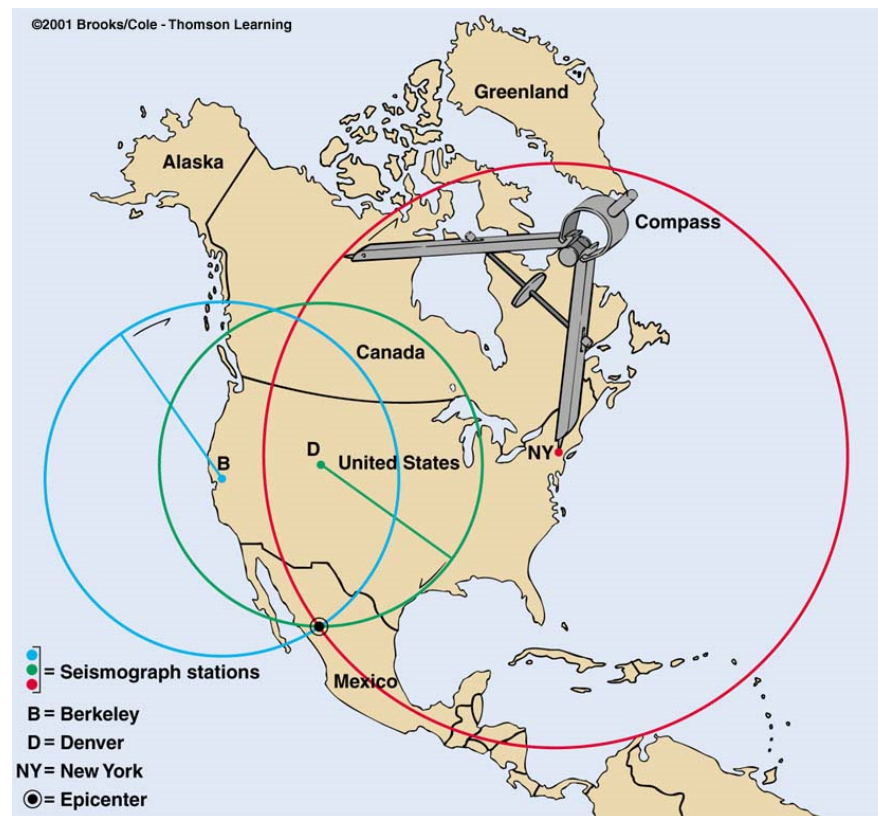 ©2001 Brooks/Cole - Thomson Learning
Greenland
Alaska
Compass
Canada
B
D
United States
NY
Mexico
= Seismograph stations
B = Berkeley
D = Denver
NY = New York
= Epicenter